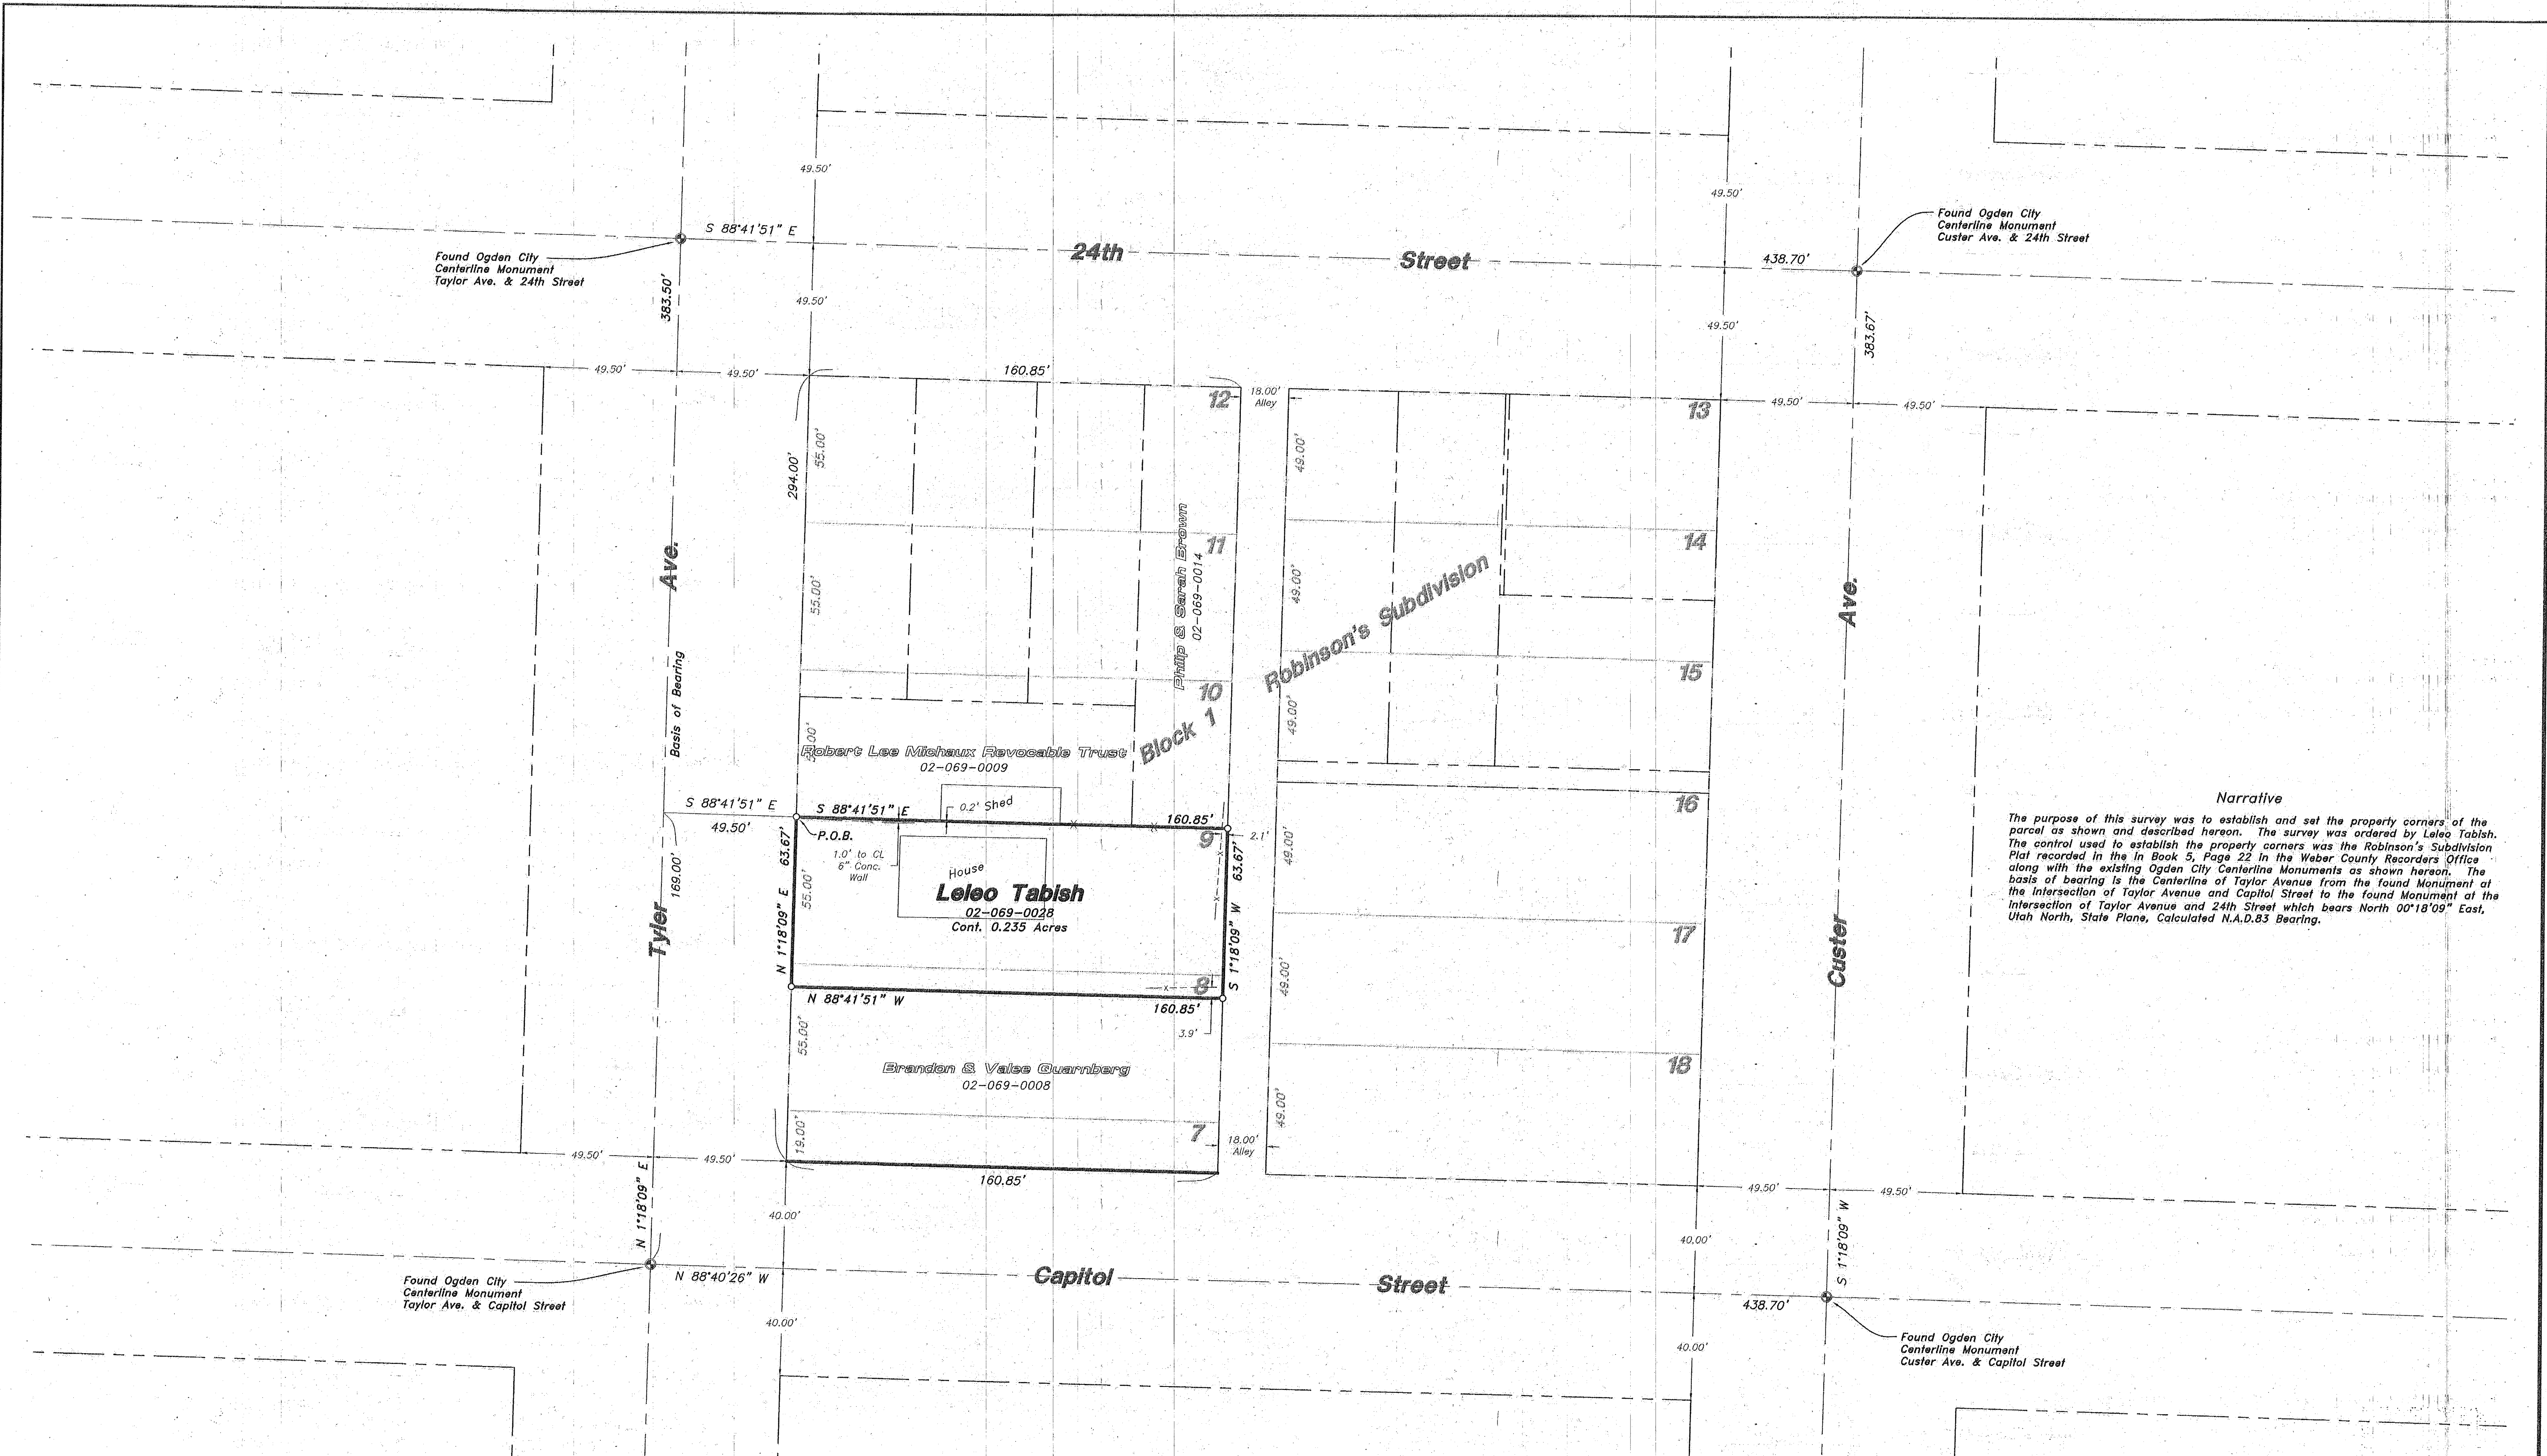 49.50'
49.50'
S 88°41'51" E
Found Ogden City
Centerline Monument
Taylor Ave. & 24th Street
24th Street
438.70'
Found Ogden City
Centerline Monument
Custer Ave. & 24th Street
383.50'
49.50'
49.50'
383.67'
49.50'
49.50'
160.85'
12
18.00'
Alley
13
49.50'
49.50'
294.00'
55.00'
49.00'
Tyler Ave.
11
14
Philip & Sarah Brown
02-069-0014
55.00'
49.00'
Robinson's Subdivision
Block 1
Custer Ave.
Basis of Bearing
10
15
49.00'
Robert Lee Michaux Revocable Trust
02-069-0009
S 88°41'51" E
49.50'
S 88°41'51" E
0.2' Shed
160.85'
16
P.O.B.
9
2.1'
63.67'
63.67'
1.0' to CL
6" Conc.
Wall
49.00'
169.00'
55.00'
House
Leleo Tabish
02-069-0028
Cont. 0.235 Acres
N 1°18'09" E
S 1°18'09" W
17
8
49.00'
N 88°41'51" W
160.85'
3.9'
55.00'
18
Brandon & Valee Quarnberg
02-069-0008
49.00'
7
19.00'
18.00'
Alley
49.50'
49.50'
160.85'
49.50'
49.50'
N 1°18'09" E
S 1°18'09" W
40.00'
40.00'
Found Ogden City
Centerline Monument
Taylor Ave. & Capitol Street
N 88°40'26" W
Capitol Street
438.70'
40.00'
40.00'
Found Ogden City
Centerline Monument
Custer Ave. & Capitol Street
Narrative
The purpose of this survey was to establish and set the property corners of the
parcel as shown and described hereon. The survey was ordered by Leleo Tabish.
The control used to establish the property corners was the Robinson's Subdivision
Plat recorded in the in Book 5, Page 22 in the Weber County Recorders Office
along with the existing Ogden City Centerline Monuments as shown hereon. The
basis of bearing is the Centerline of Taylor Avenue from the found Monument at
the Intersection of Taylor Avenue and Capitol Street to the found Monument at the
Intersection of Taylor Avenue and 24th Street which bears North 00°18'09" East,
Utah North, State Plane, Calculated N.A.D.83 Bearing.